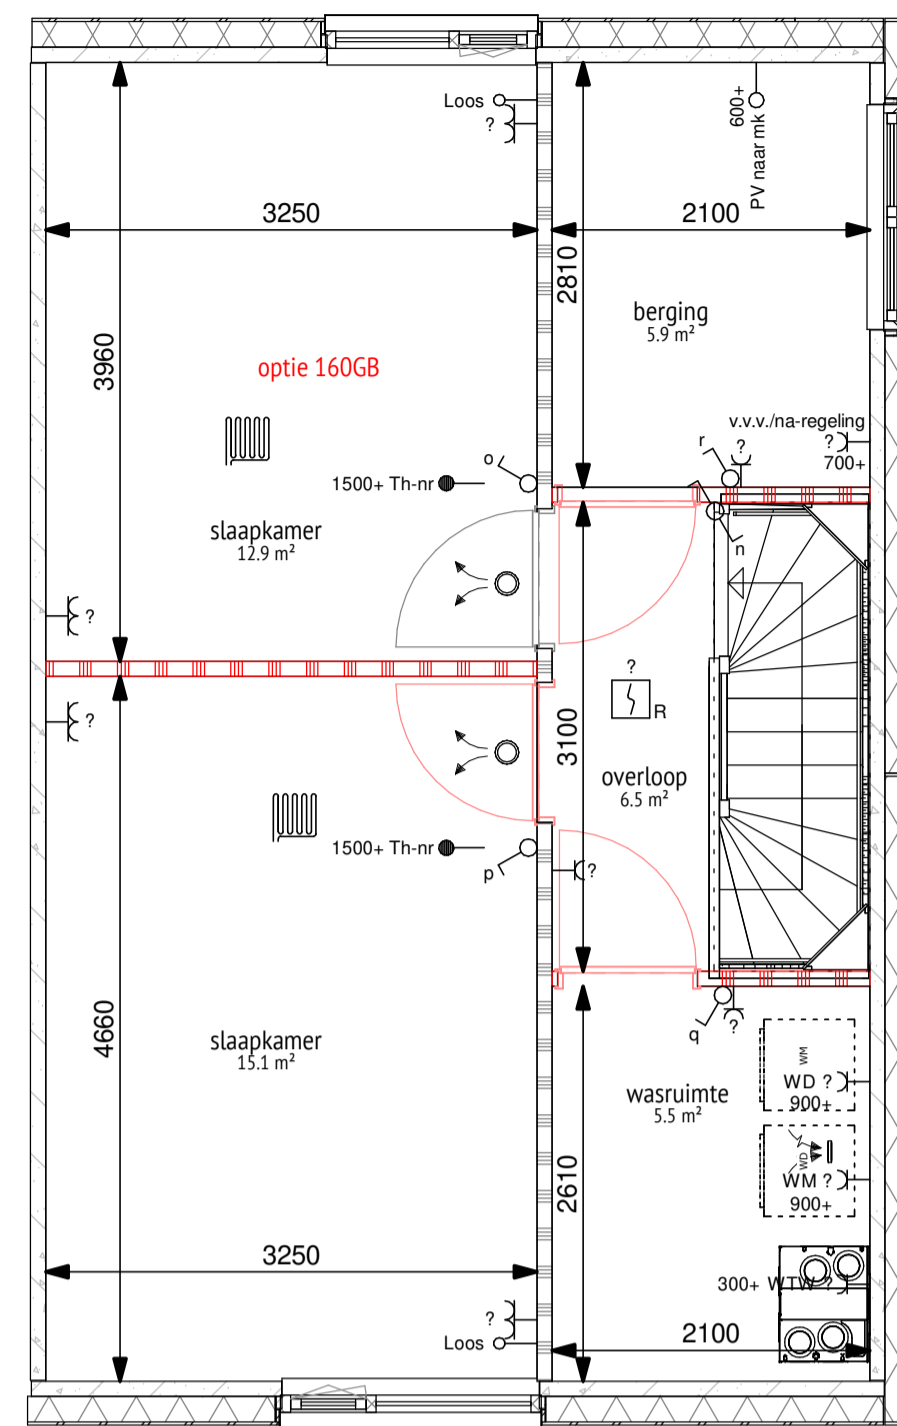 Loos
?
600+
PV naar mk
3250
2100
2810
berging
5.9 m²
3960
optie 160GB
v.v.v./na-regeling
r
?
?
700+
o
1500+ Th-nr
n
slaapkamer
12.9 m²
?
?
R
?
3100
overloop
6.5 m²
1500+ Th-nr
p
?
4660
slaapkamer
15.1 m²
q
?
WM
WD ?
900+
wasruimte
5.5 m²
WD
WM ?
900+
2610
3250
300+ WTW ?
?
Loos
2100